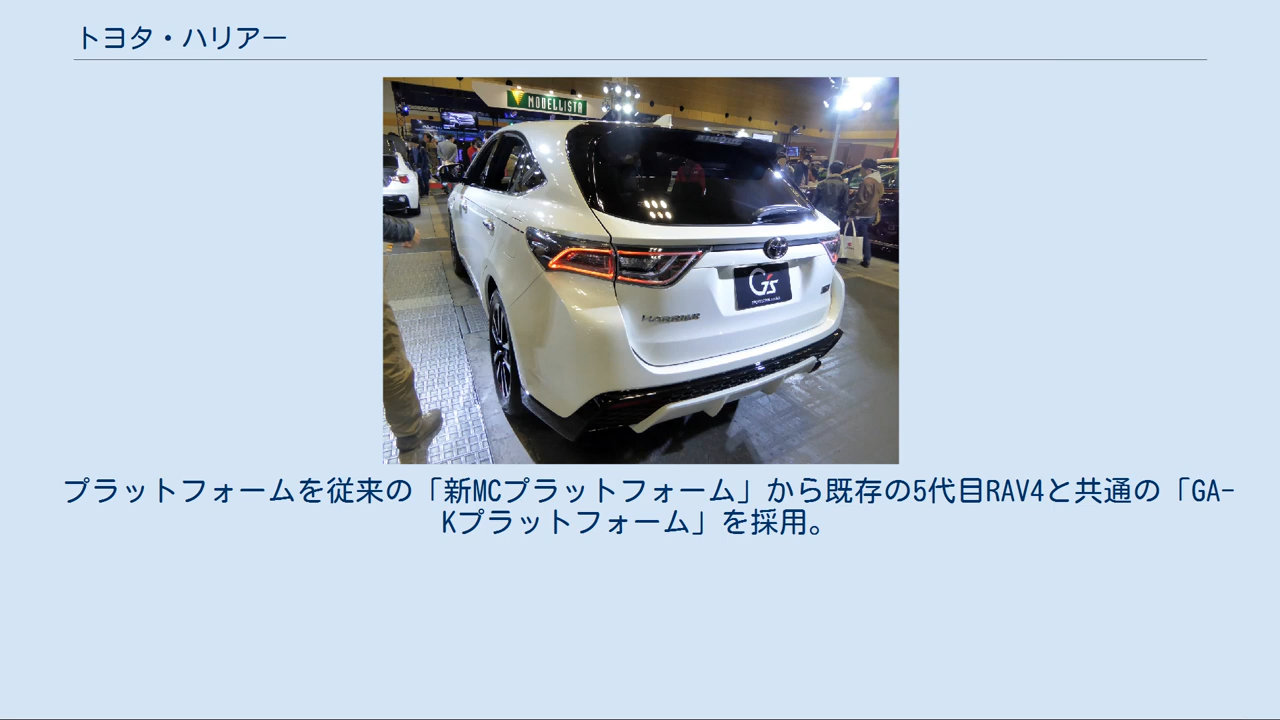 トヨタ・ハリアー
MODELLISTA
G's
HARRIER
プラットフォームを従来の「新MCプラットフォーム」から既存の5代目RAV4と共通の「GA-
Kプラットフォーム」を採用。